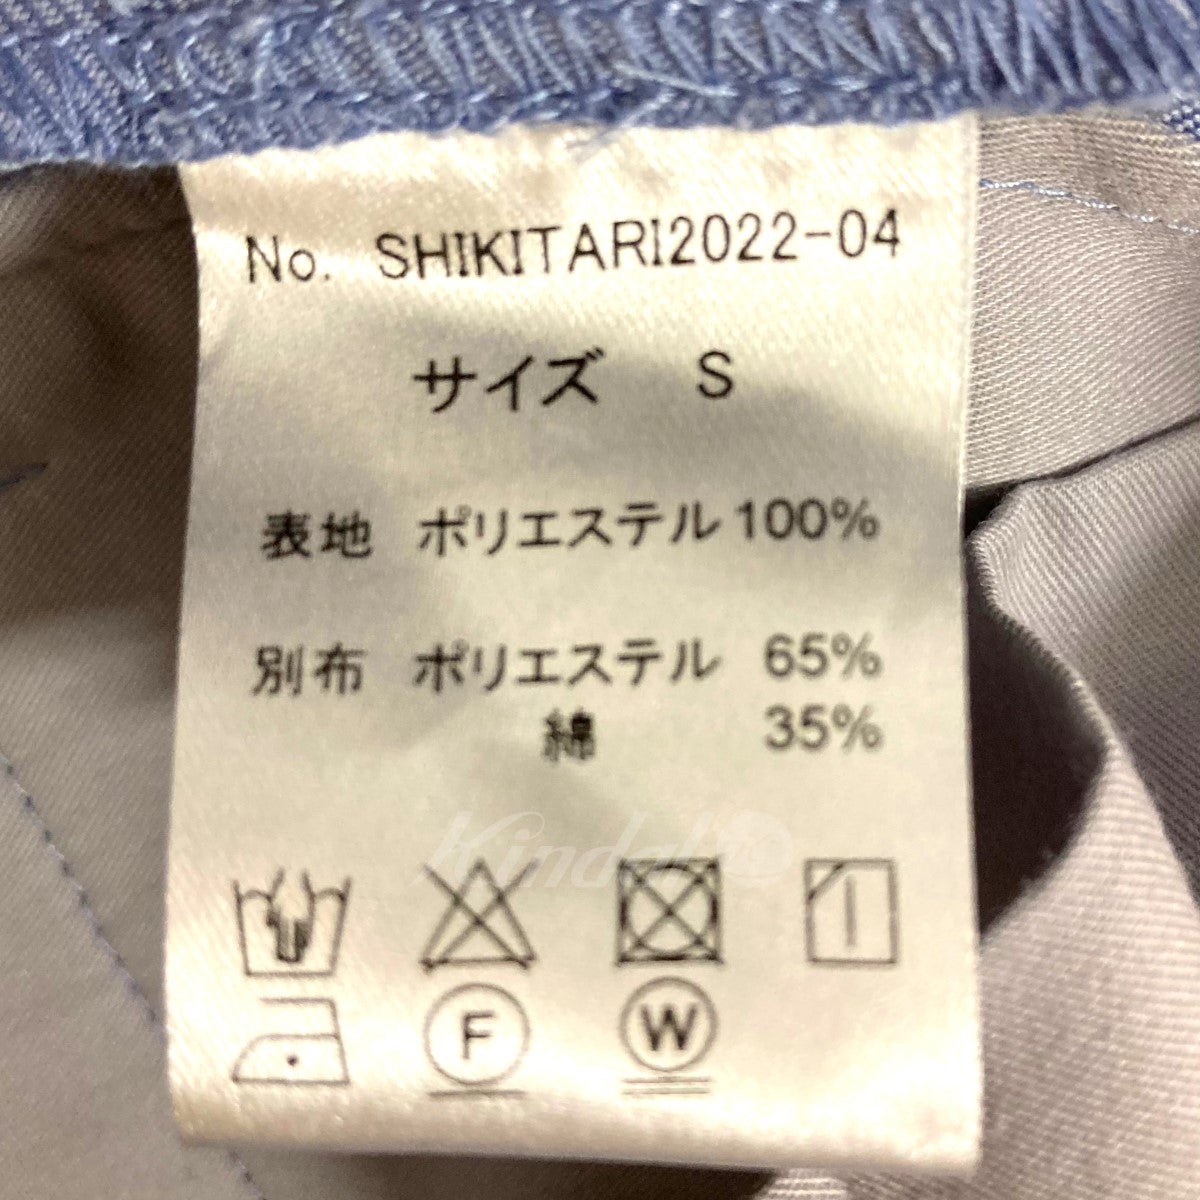 No. SHIKITARI2022-04
サイズ S
表地 ポリエステル 100%
別布 ポリエステル 65%
綿 35%
Kindal
F W